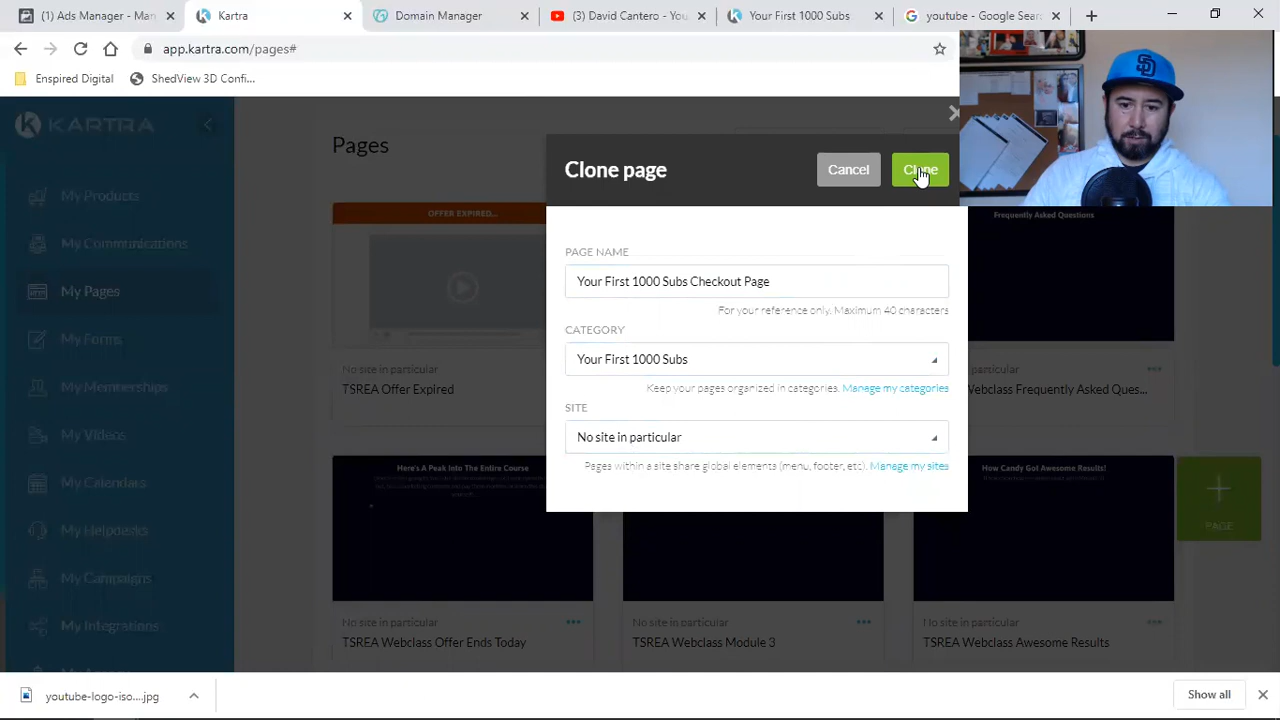 (1) Ads Manager - Man
Kartra
Domain Manager
(3) David Cantero - You
Your First 1000 Subs
youtube - Google Sear
app.kartra.com/pages#
Enspired Digital
ShedView 3D Confi...
KARTRA
My Products
My Communications
My Pages
My Forms
My Memberships
My Videos
My Calendars
My Helpdesks
My Campaigns
My Integrations
Pages
OFFER EXPIRED...
No site in particular
TSREA Offer Expired
Clone page
Cancel
Clone
PAGE NAME
Your First 1000 Subs Checkout Page
For your reference only. Maximum 40 characters
CATEGORY
Your First 1000 Subs
Keep your pages organized in categories. Manage my categories
SITE
No site in particular
Pages within a site share global elements (menu, footer, etc). Manage my sites
Frequently Asked Questions
No site in particular
Webclass Frequently Asked Ques...
Here's A Peak Into The Entire Course
No site in particular
TSREA Webclass Offer Ends Today
No site in particular
TSREA Webclass Module 3
How Candy Got Awesome Results!
No site in particular
TSREA Webclass Awesome Results
PAGE
youtube-logo-iso....jpg
Show all